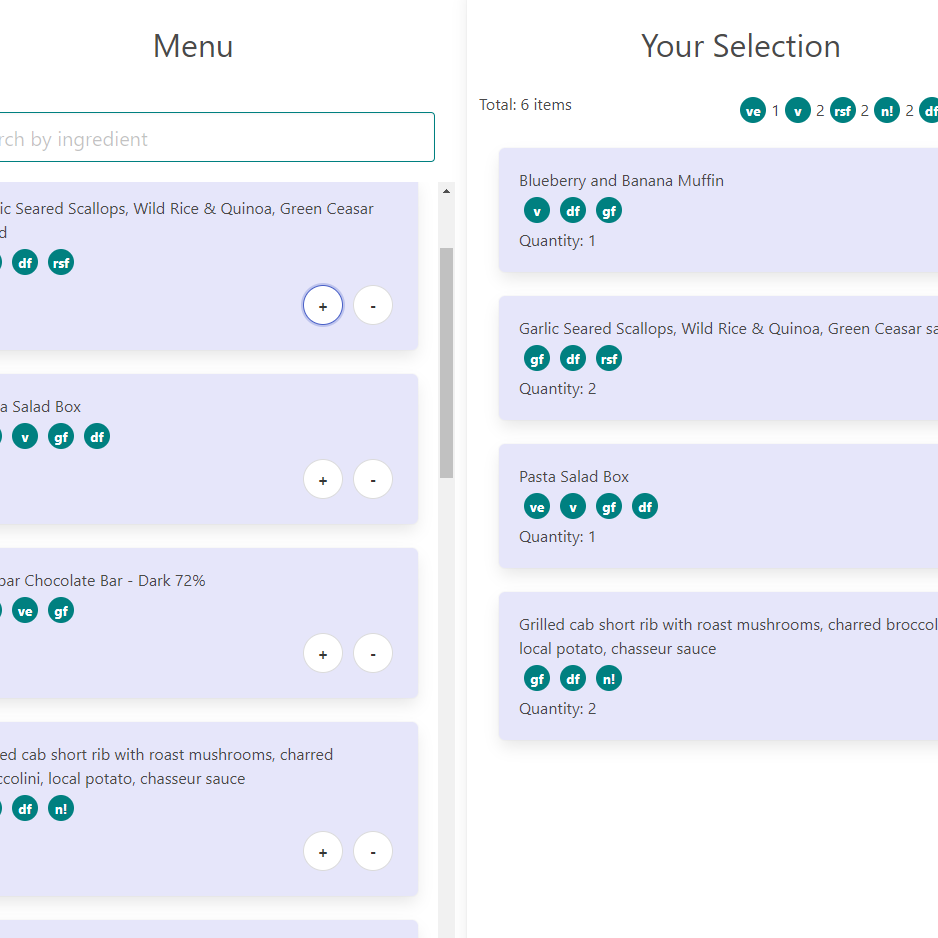 Menu
rch by ingredient
ic Seared Scallops, Wild Rice & Quinoa, Green Ceasar
d
df rsf
+ -
a Salad Box
v gf df
+ -
bar Chocolate Bar - Dark 72%
ve gf
+ -
ed cab short rib with roast mushrooms, charred
ccolini, local potato, chasseur sauce
df n!
+ -
Your Selection
Total: 6 items
ve 1 v 2 rsf 2 n! 2 df
Blueberry and Banana Muffin
v df gf
Quantity: 1
Garlic Seared Scallops, Wild Rice & Quinoa, Green Ceasar sa
gf df rsf
Quantity: 2
Pasta Salad Box
ve v gf df
Quantity: 1
Grilled cab short rib with roast mushrooms, charred broccol
local potato, chasseur sauce
gf df n!
Quantity: 2